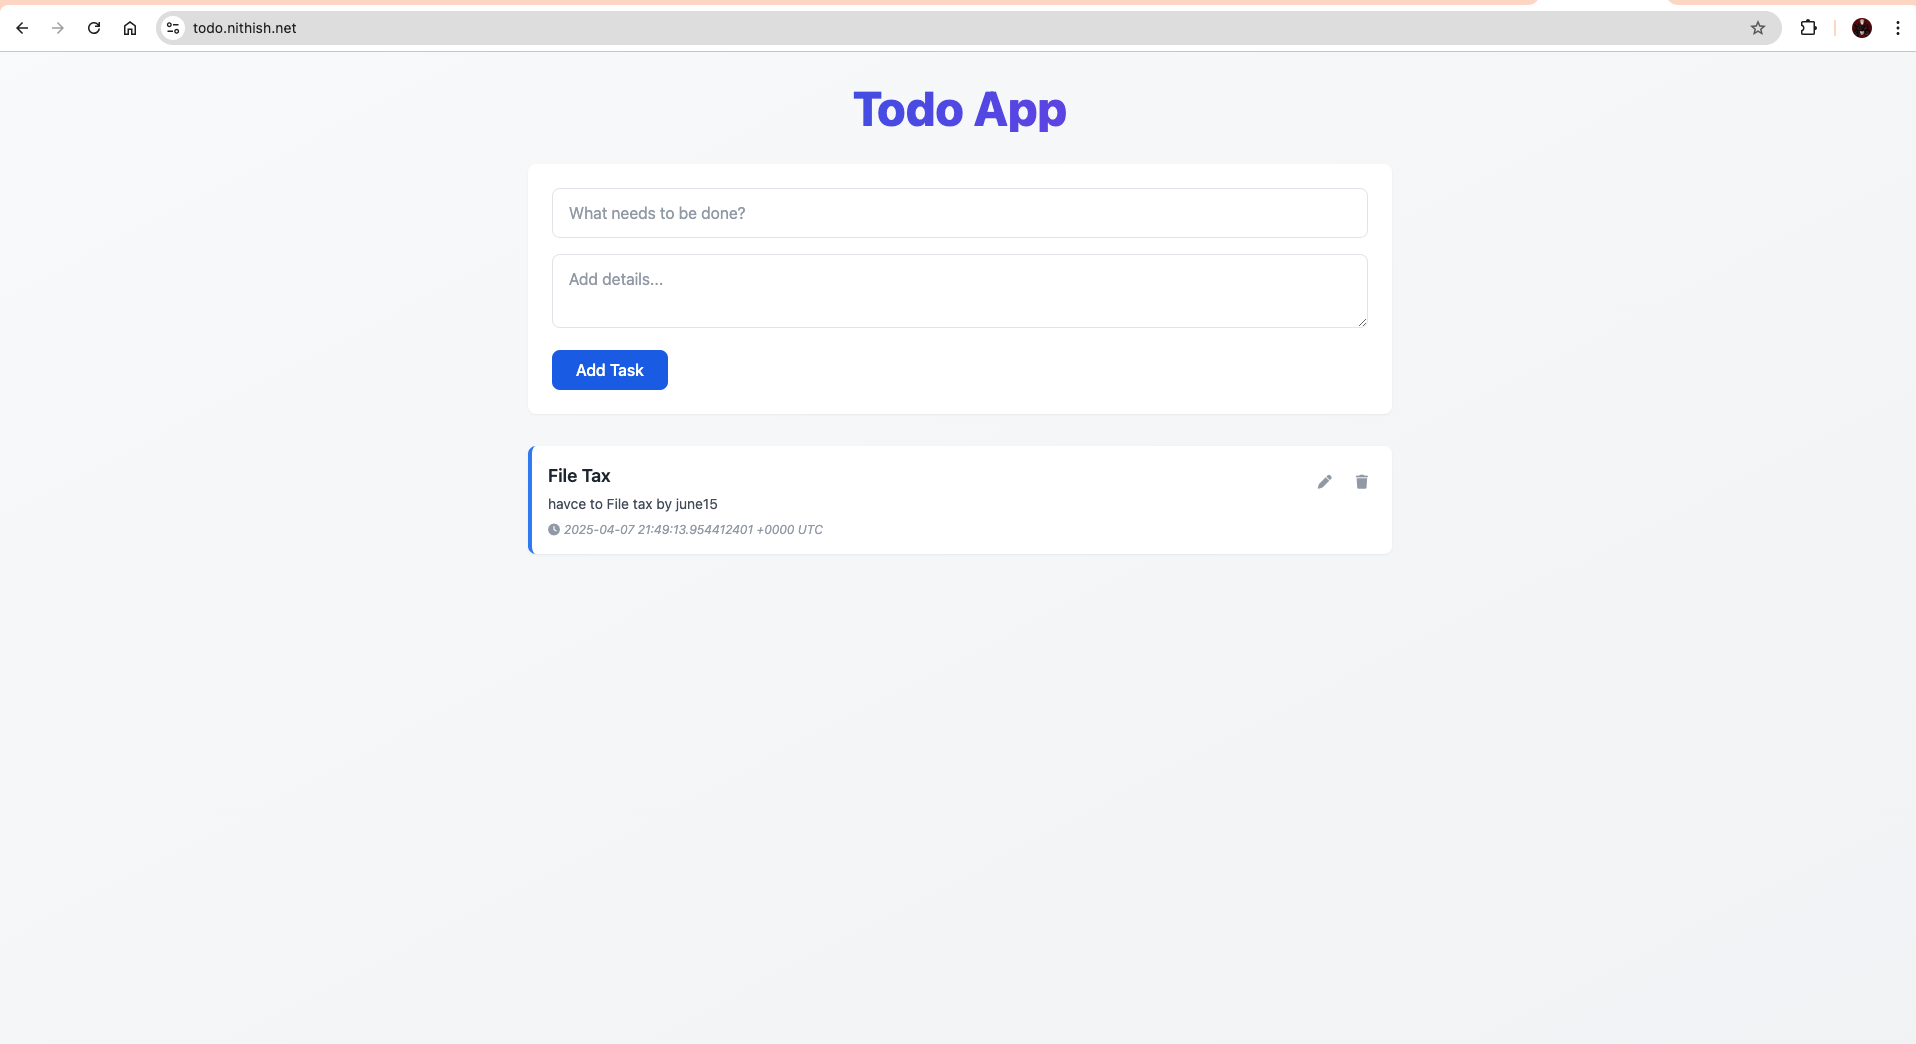 todo.nithish.net
Todo App
What needs to be done?
Add details...
Add Task
File Tax
havce to File tax by june15
2025-04-07 21:49:13.954412401 +0000 UTC